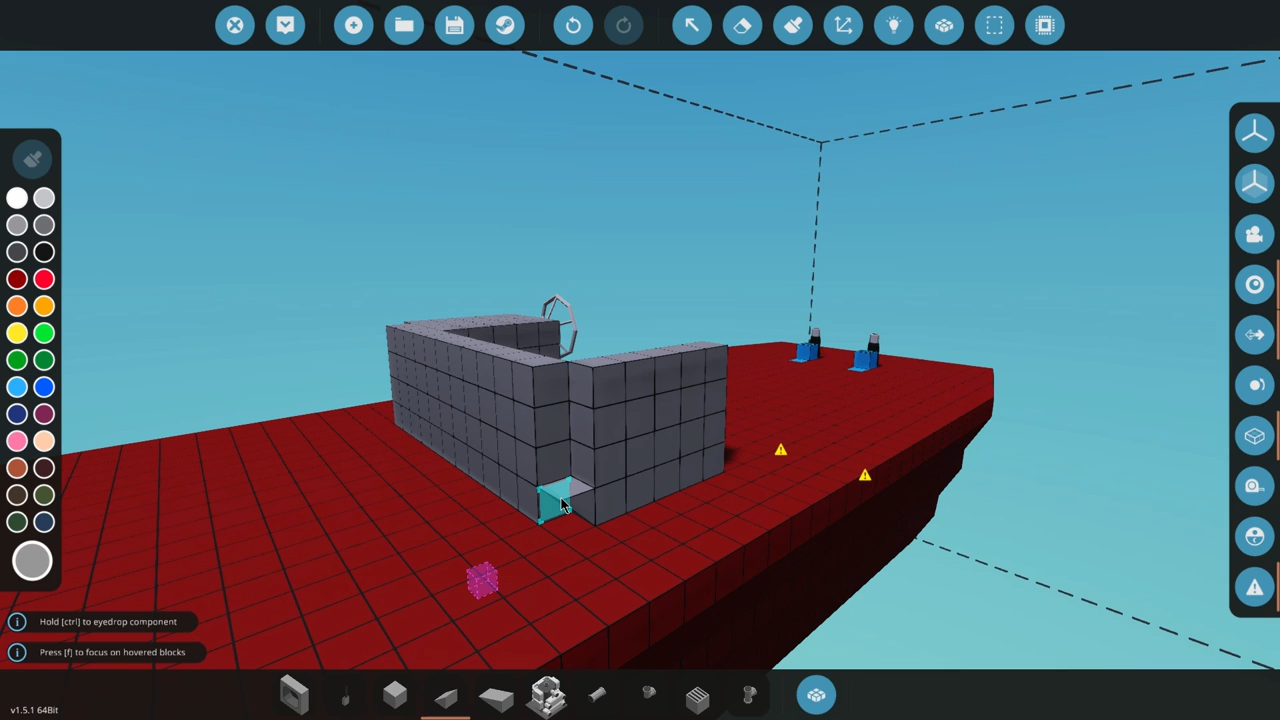 Hold [ctrl] to eyedrop component
Press [f] to focus on hovered blocks
v1.5.1 64Bit